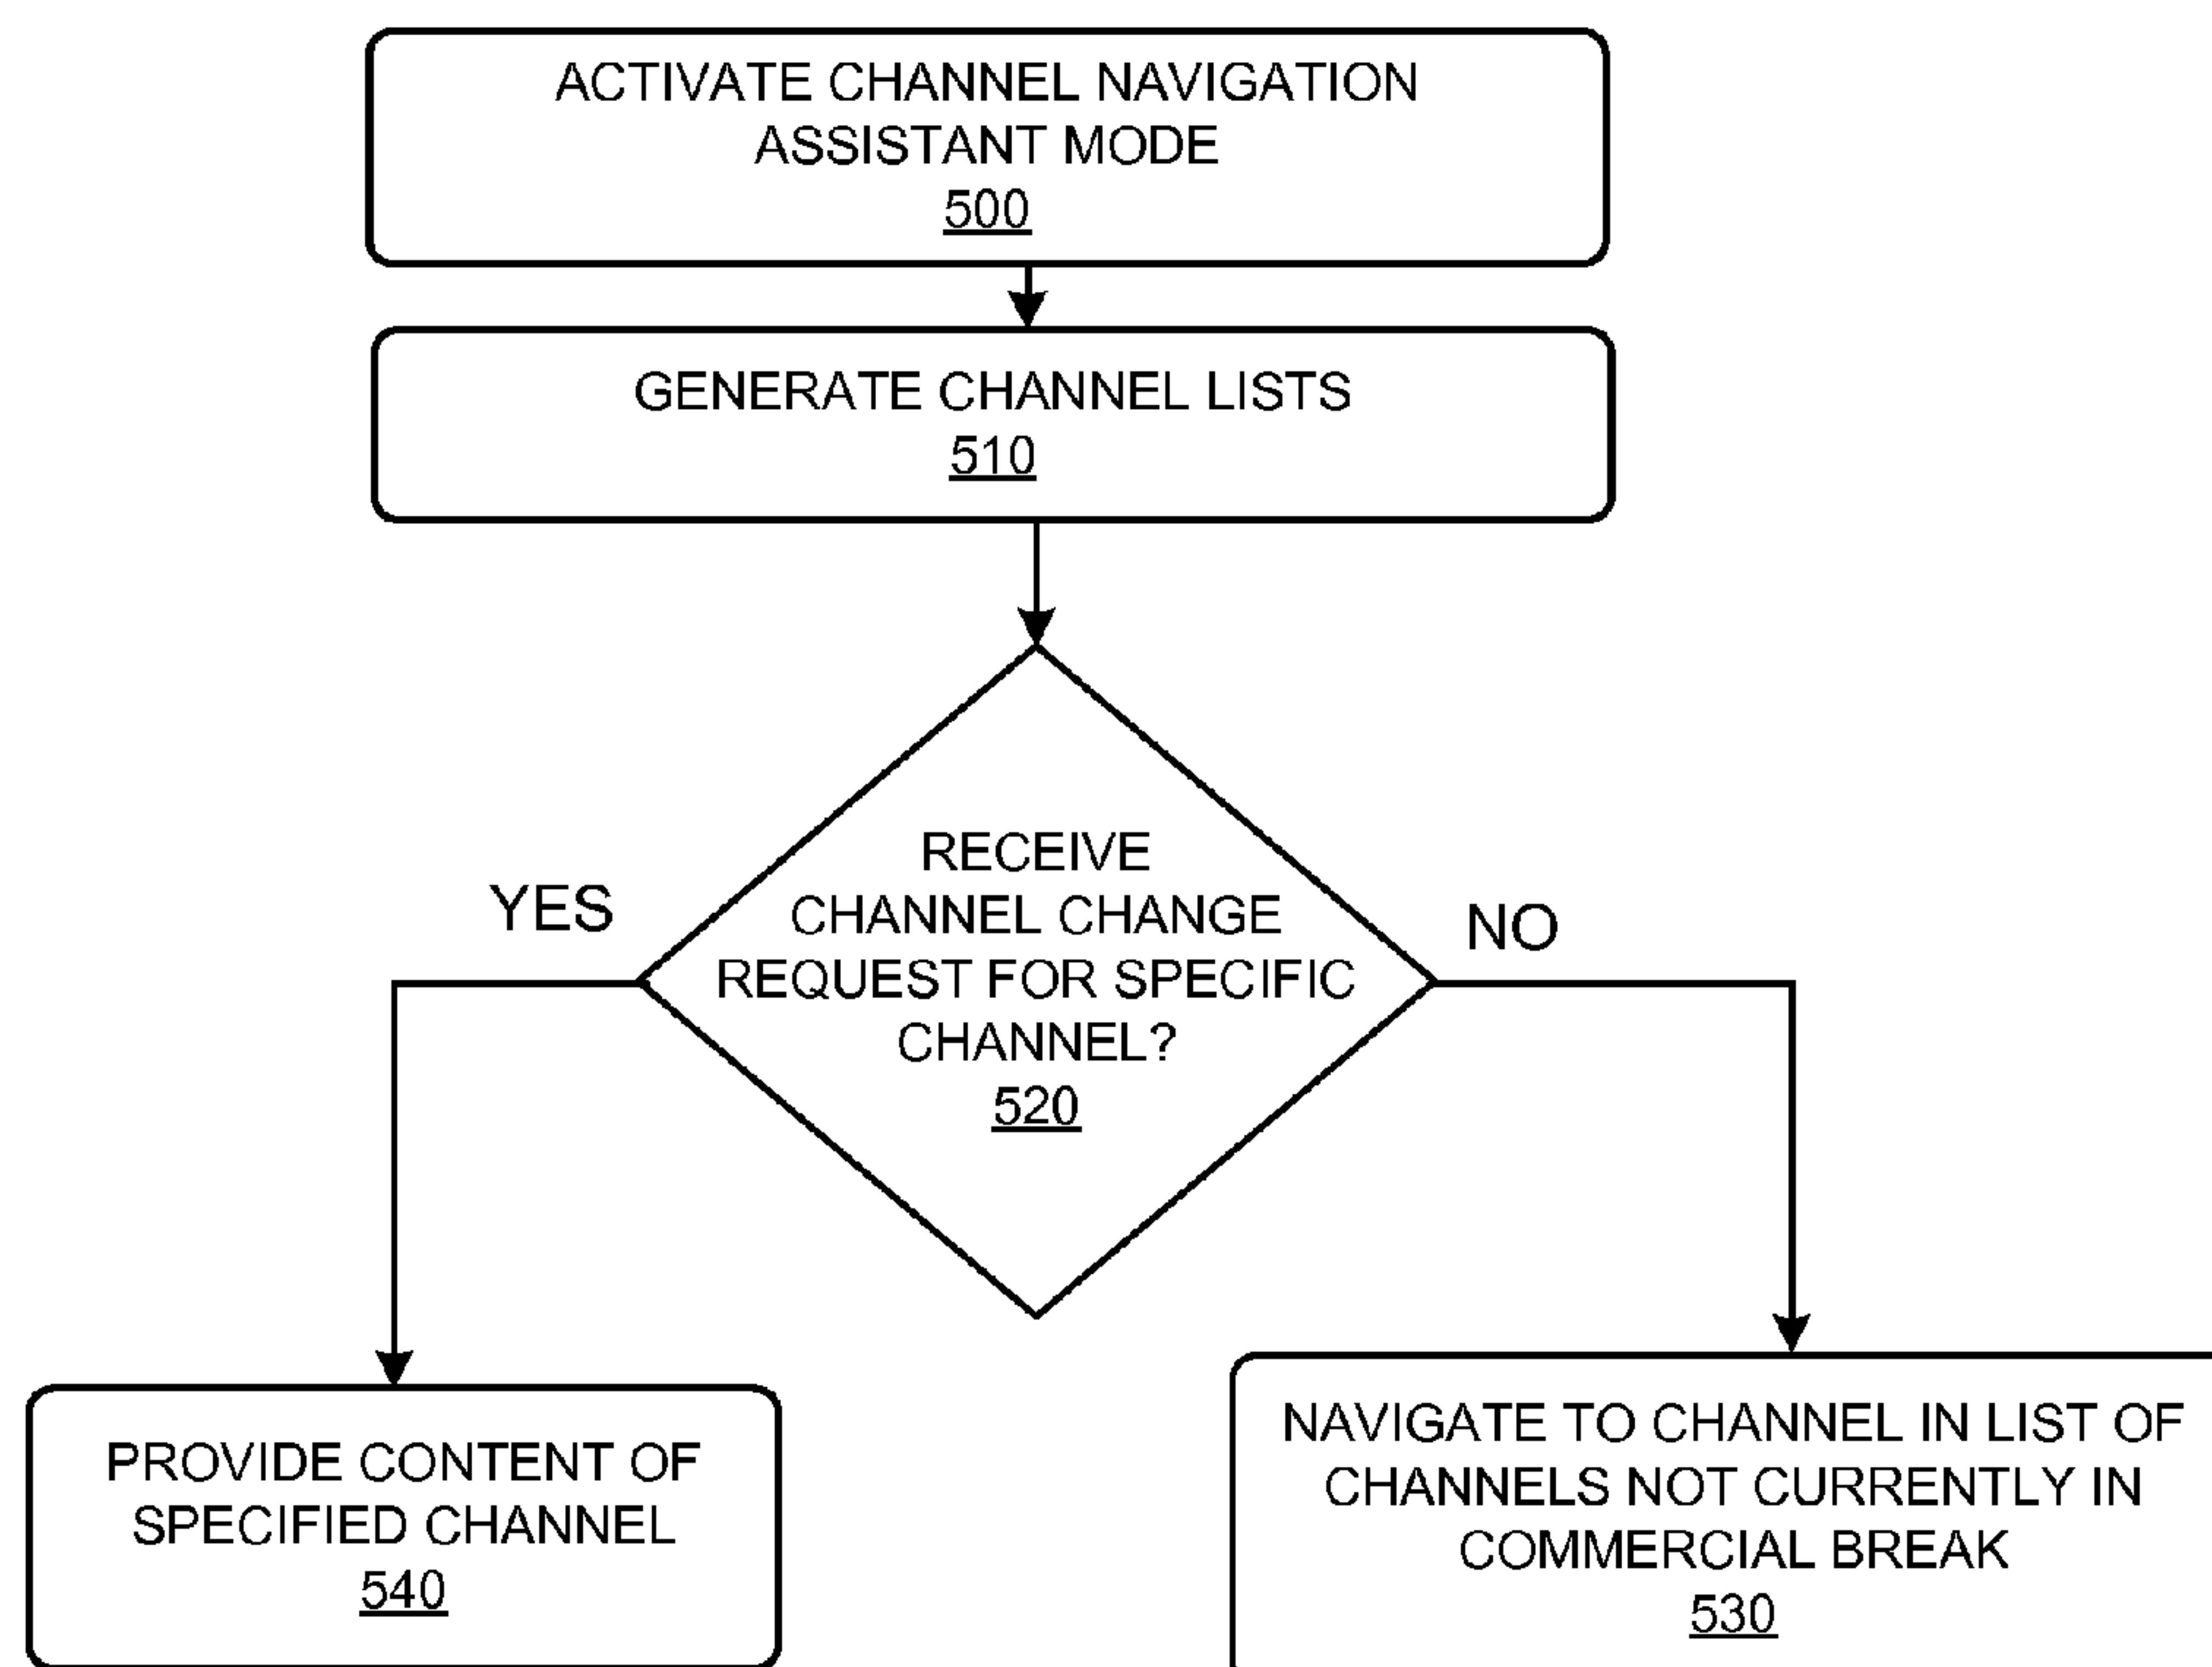 ACTIVATE CHANNEL NAVIGATION
ASSISTANT MODE
500
GENERATE CHANNEL LISTS
510
RECEIVE
CHANNEL CHANGE
REQUEST FOR SPECIFIC
CHANNEL?
520
YES
NO
PROVIDE CONTENT OF
SPECIFIED CHANNEL
540
NAVIGATE TO CHANNEL IN LIST OF
CHANNELS NOT CURRENTLY IN
COMMERCIAL BREAK
530